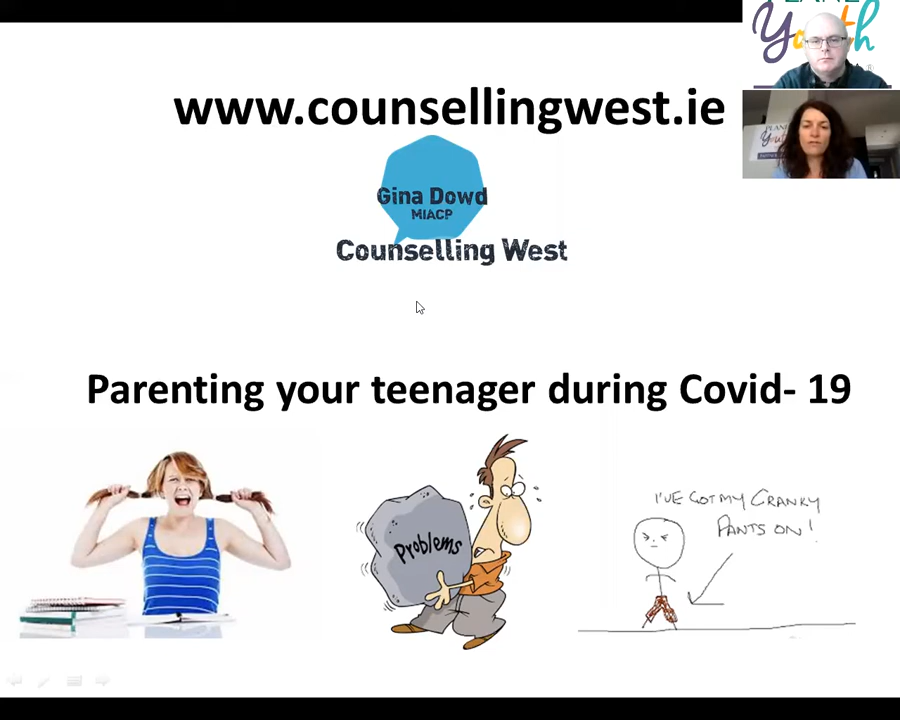 www.counsellingwest.ie
Gina Dowd
MIACP
Counselling West
Parenting your teenager during Covid- 19
Problems
I'VE GOT MY CRANKY
PANTS ON!